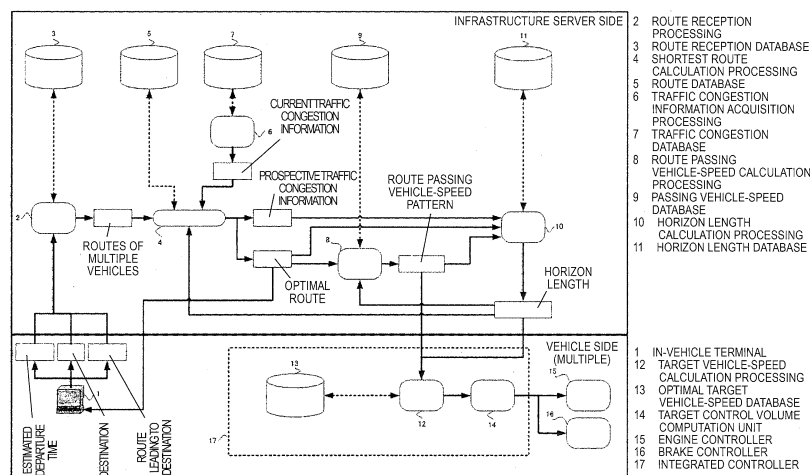 INFRASTRUCTURE SERVER SIDE
3
5
7
9
11
CURRENT TRAFFIC
CONGESTION
INFORMATION
6
PROSPECTIVE TRAFFIC
CONGESTION
INFORMATION
ROUTE PASSING
VEHICLE-SPEED
PATTERN
2
ROUTES OF
MULTIPLE
VEHICLES
4
8
10
OPTIMAL
ROUTE
HORIZON
LENGTH
VEHICLE SIDE
(MULTIPLE)
1
13
12
14
15
16
17
ESTIMATED
DEPARTURE
TIME
DESTINATION
ROUTE
LEADING TO
DESTINATION
2 ROUTE RECEPTION
PROCESSING
3 ROUTE RECEPTION DATABASE
4 SHORTEST ROUTE
CALCULATION PROCESSING
5 ROUTE DATABASE
6 TRAFFIC CONGESTION
INFORMATION ACQUISITION
PROCESSING
7 TRAFFIC CONGESTION
DATABASE
8 ROUTE PASSING
VEHICLE-SPEED CALCULATION
PROCESSING
9 PASSING VEHICLE-SPEED
DATABASE
10 HORIZON LENGTH
CALCULATION PROCESSING
11 HORIZON LENGTH DATABASE
1 IN-VEHICLE TERMINAL
12 TARGET VEHICLE-SPEED
CALCULATION PROCESSING
13 OPTIMAL TARGET
VEHICLE-SPEED DATABASE
14 TARGET CONTROL VOLUME
COMPUTATION UNIT
15 ENGINE CONTROLLER
16 BRAKE CONTROLLER
17 INTEGRATED CONTROLLER